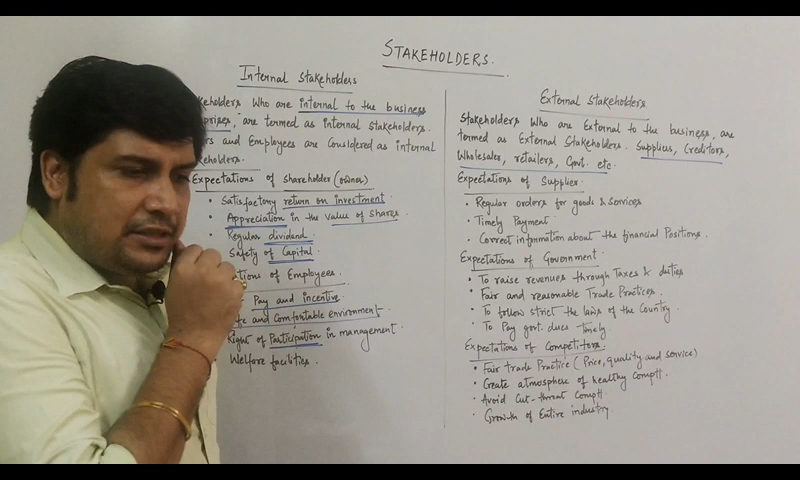 STAKEHOLDERS.
Internal Stakeholders
keholders Who are internal to the business
prises, are termed as internal Stakeholders.
ers and Employees are Considered as internal
keholders.
Expectations of shareholder (owner)
• Satisfactory return on investment
• Appreciation in the value of shares
• Regular dividend
Safety of Capital
tations of Employees.
Pay and incentive
fe and Comfortable environment
Right of Participation in management
Welfare facilities.
External Stakeholders
Stakeholders Who are External to the business, are
termed as External Stakeholders. Suppliers, Creditors,
Wholesaler, retailers, Govt. etc.
Expectations of Supplier
• Regular orders for goods & services
• Timely Payment
• Correct information about the financial Positions.
Expectations of Government
• To raise revenues through Taxes & duties
• Fair and reasonable Trade Practices.
• To follow strict the laws of the Country
• To Pay govt. dues timely
Expectations of Competitors.
• Fair trade Practice (Price, quality and service)
• Create atmosphere of healthy comptt.
• Avoid Cut-throat Comptt
• Growth of Entire industry